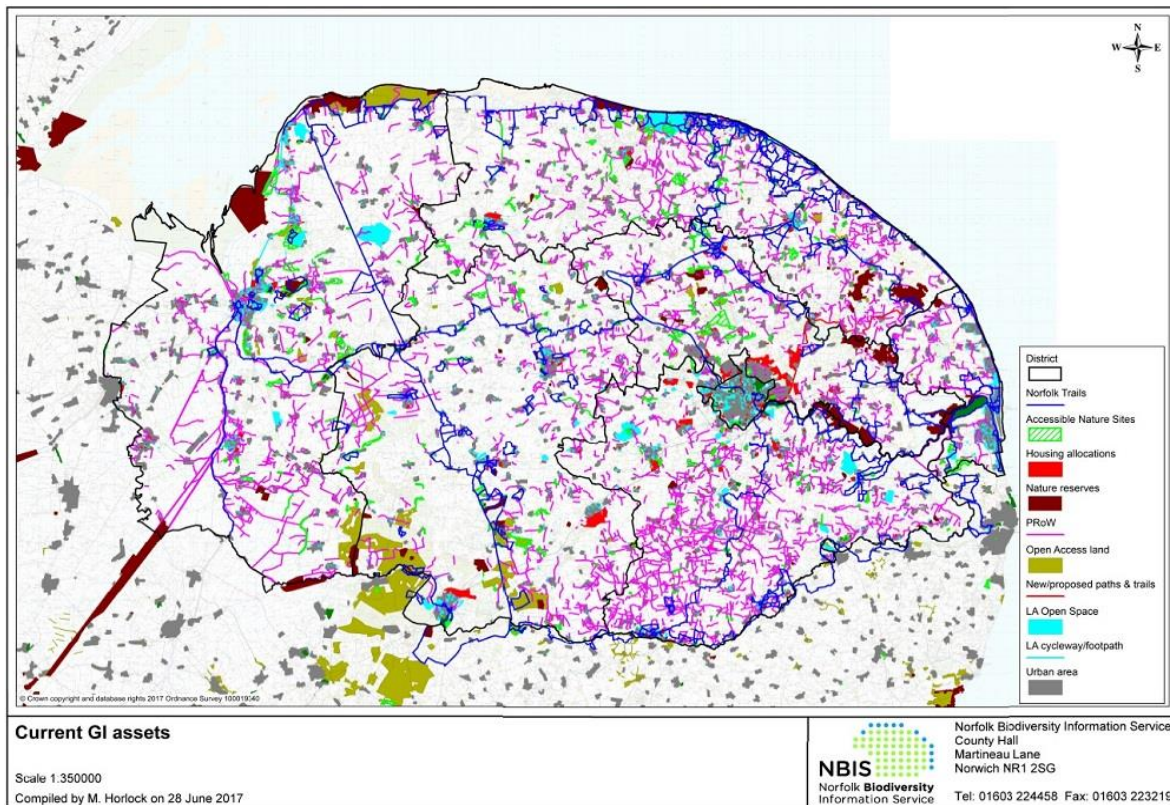 N
W E
S
District
Norfolk Trails
Accessible Nature Sites
Housing allocations
Nature reserves
PRoW
Open Access land
New/proposed paths & trails
LA Open Space
LA cycleway/footpath
Urban area
© Crown copyright and database rights 2017 Ordnance Survey 100019340
Current GI assets
Scale 1:350000
Compiled by M. Horlock on 28 June 2017
NBIS
Norfolk Biodiversity
Information Service
Norfolk Biodiversity Information Service
County Hall
Martineau Lane
Norwich NR1 2SG
Tel: 01603 224458 Fax: 01603 223219